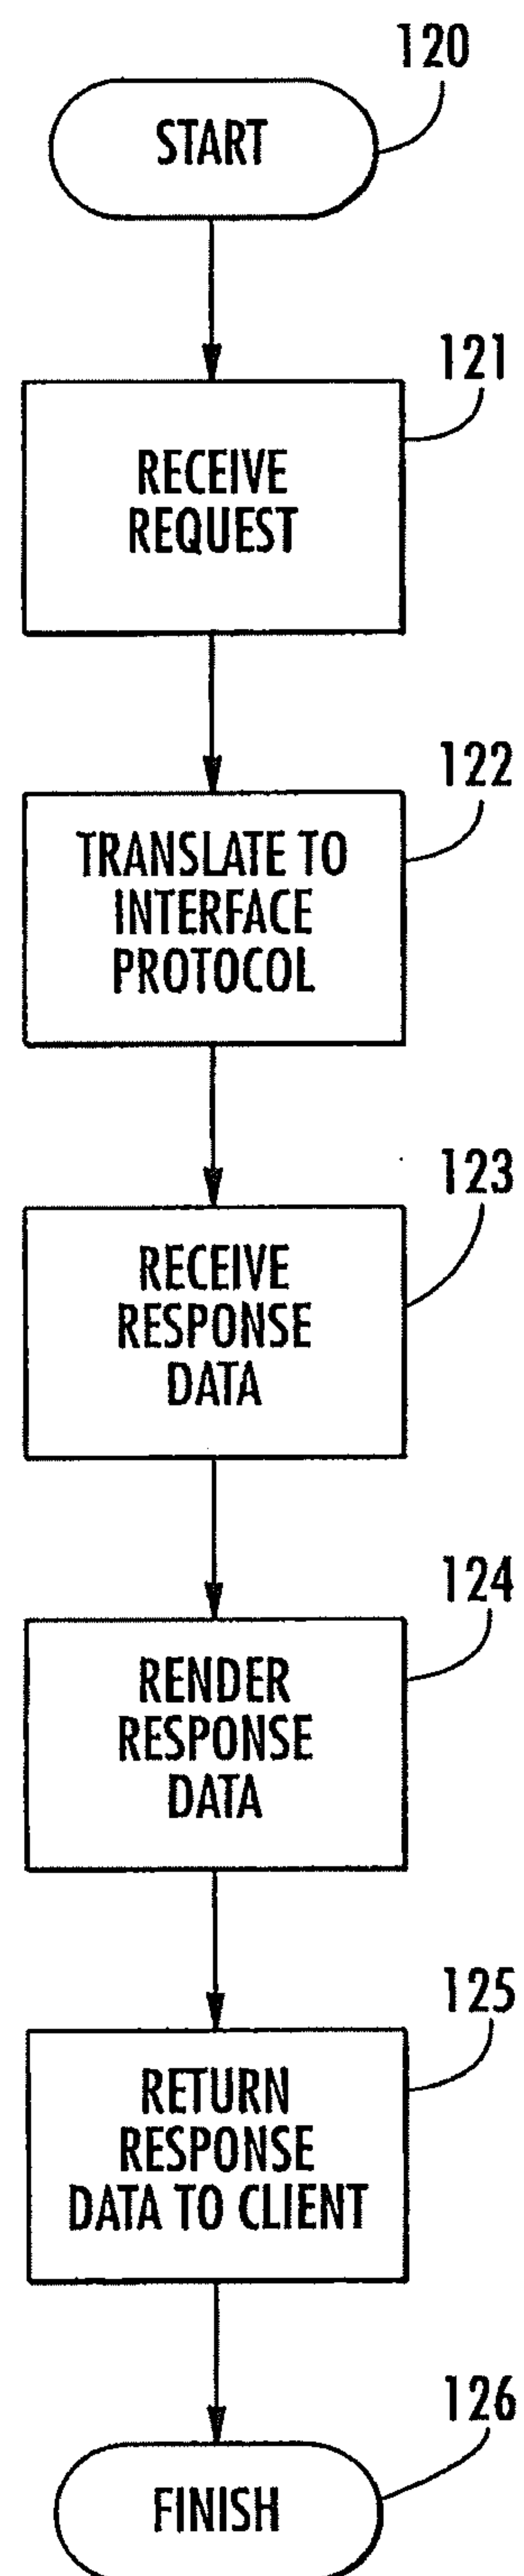 120
START
121
RECEIVE
REQUEST
122
TRANSLATE TO
INTERFACE
PROTOCOL
123
RECEIVE
RESPONSE
DATA
124
RENDER
RESPONSE
DATA
125
RETURN
RESPONSE
DATA TO CLIENT
126
FINISH